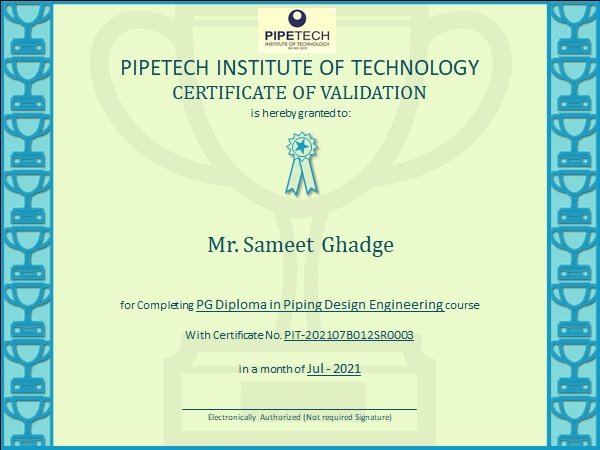 PIPETECH
INSTITUTE OF TECHNOLOGY
PIPETECH INSTITUTE OF TECHNOLOGY
CERTIFICATE OF VALIDATION
is hereby granted to:
Mr. Sameet Ghadge
for Completing PG Diploma in Piping Design Engineering course
With Certificate No. PIT-202107B012SR0003
in a month of Jul - 2021
Electronically Authorized (Not required Signature)